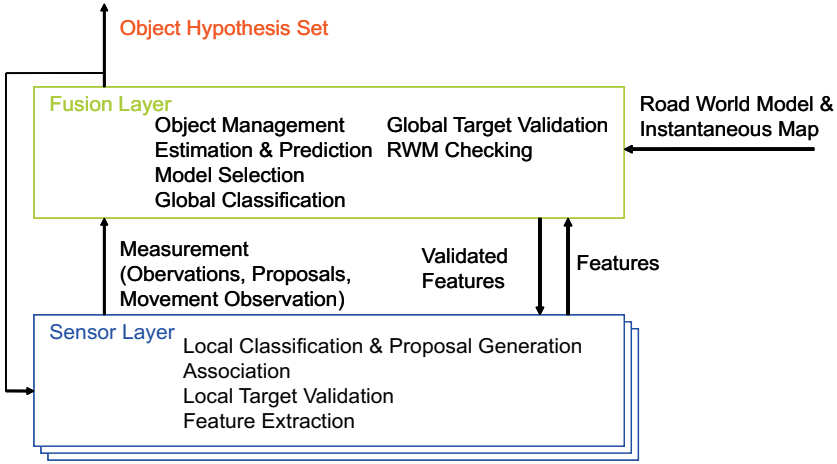 Object Hypothesis Set
Fusion Layer
Object Management
Estimation & Prediction
Model Selection
Global Classification
Global Target Validation
RWM Checking
Road World Model &
Instantaneous Map
Measurement
(Obervations, Proposals,
Movement Observation)
Validated
Features
Features
Sensor Layer
Local Classification & Proposal Generation
Association
Local Target Validation
Feature Extraction